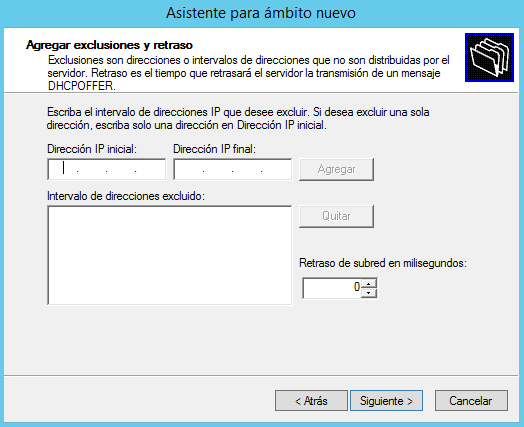 Asistente para ámbito nuevo
Agregar exclusiones y retraso
Exclusiones son direcciones o intervalos de direcciones que no son distribuidas por el
servidor. Retraso es el tiempo que retrasará el servidor la transmisión de un mensaje
DHCPOFFER.
Escriba el intervalo de direcciones IP que desee excluir. Si desea excluir una sola
dirección, escriba solo una dirección en Dirección IP inicial.
Dirección IP inicial: Dirección IP final:
. . . . . . Agregar
Intervalo de direcciones excluido:
Quitar
Retraso de subred en milisegundos:
0
< Atrás Siguiente > Cancelar